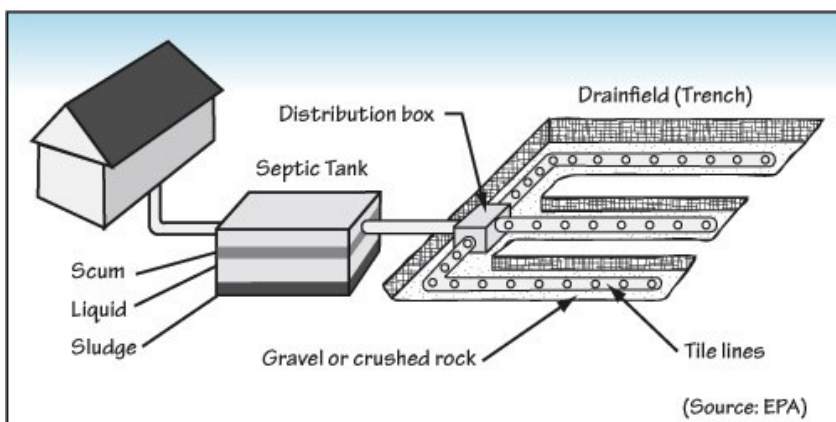 Drainfield (Trench)
Distribution box
Septic Tank
Scum
Liquid
Sludge
Gravel or crushed rock
Tile lines
(Source: EPA)